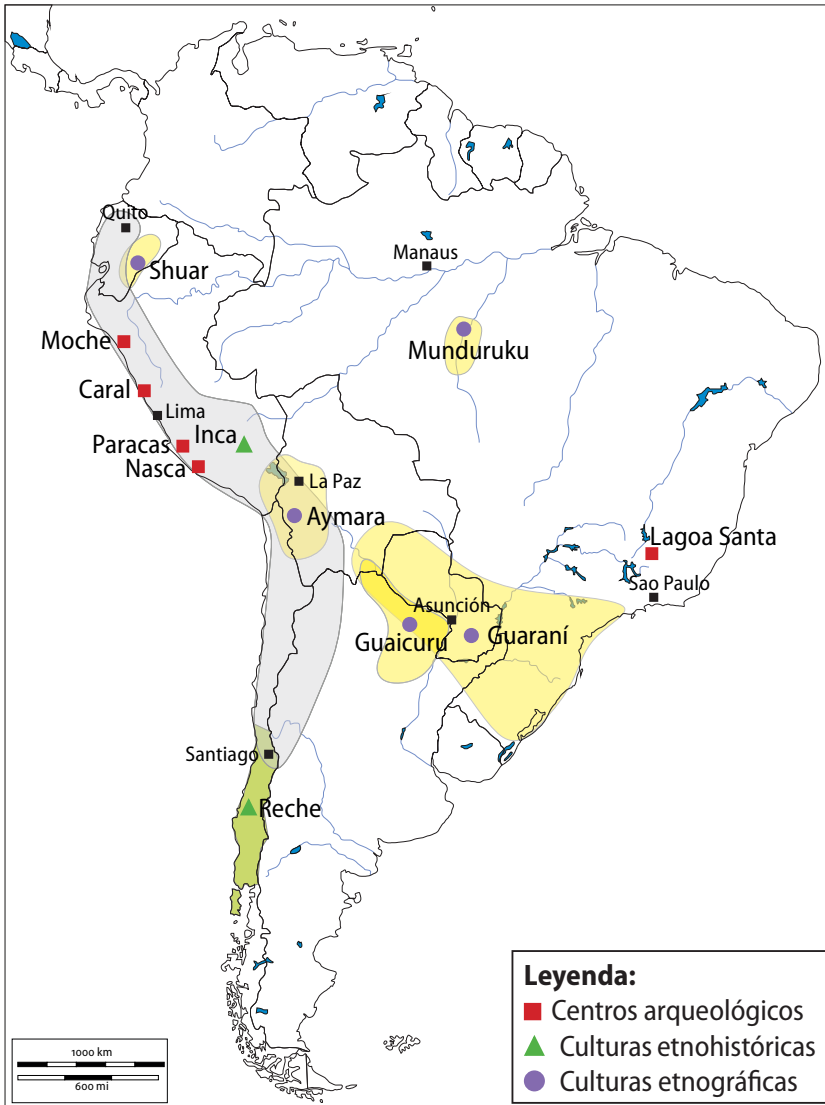 Quito
Shuar
Manaus
Moche
Munduruku
Caral
Lima
Inca
Paracas
Nasca
La Paz
Aymara
Lagoa Santa
Sao Paulo
Asunción
Guaicuru
Guaraní
Santiago
Reche
Leyenda:
Centros arqueológicos
Culturas etnohistóricas
Culturas etnográficas
1000 km
600 mi